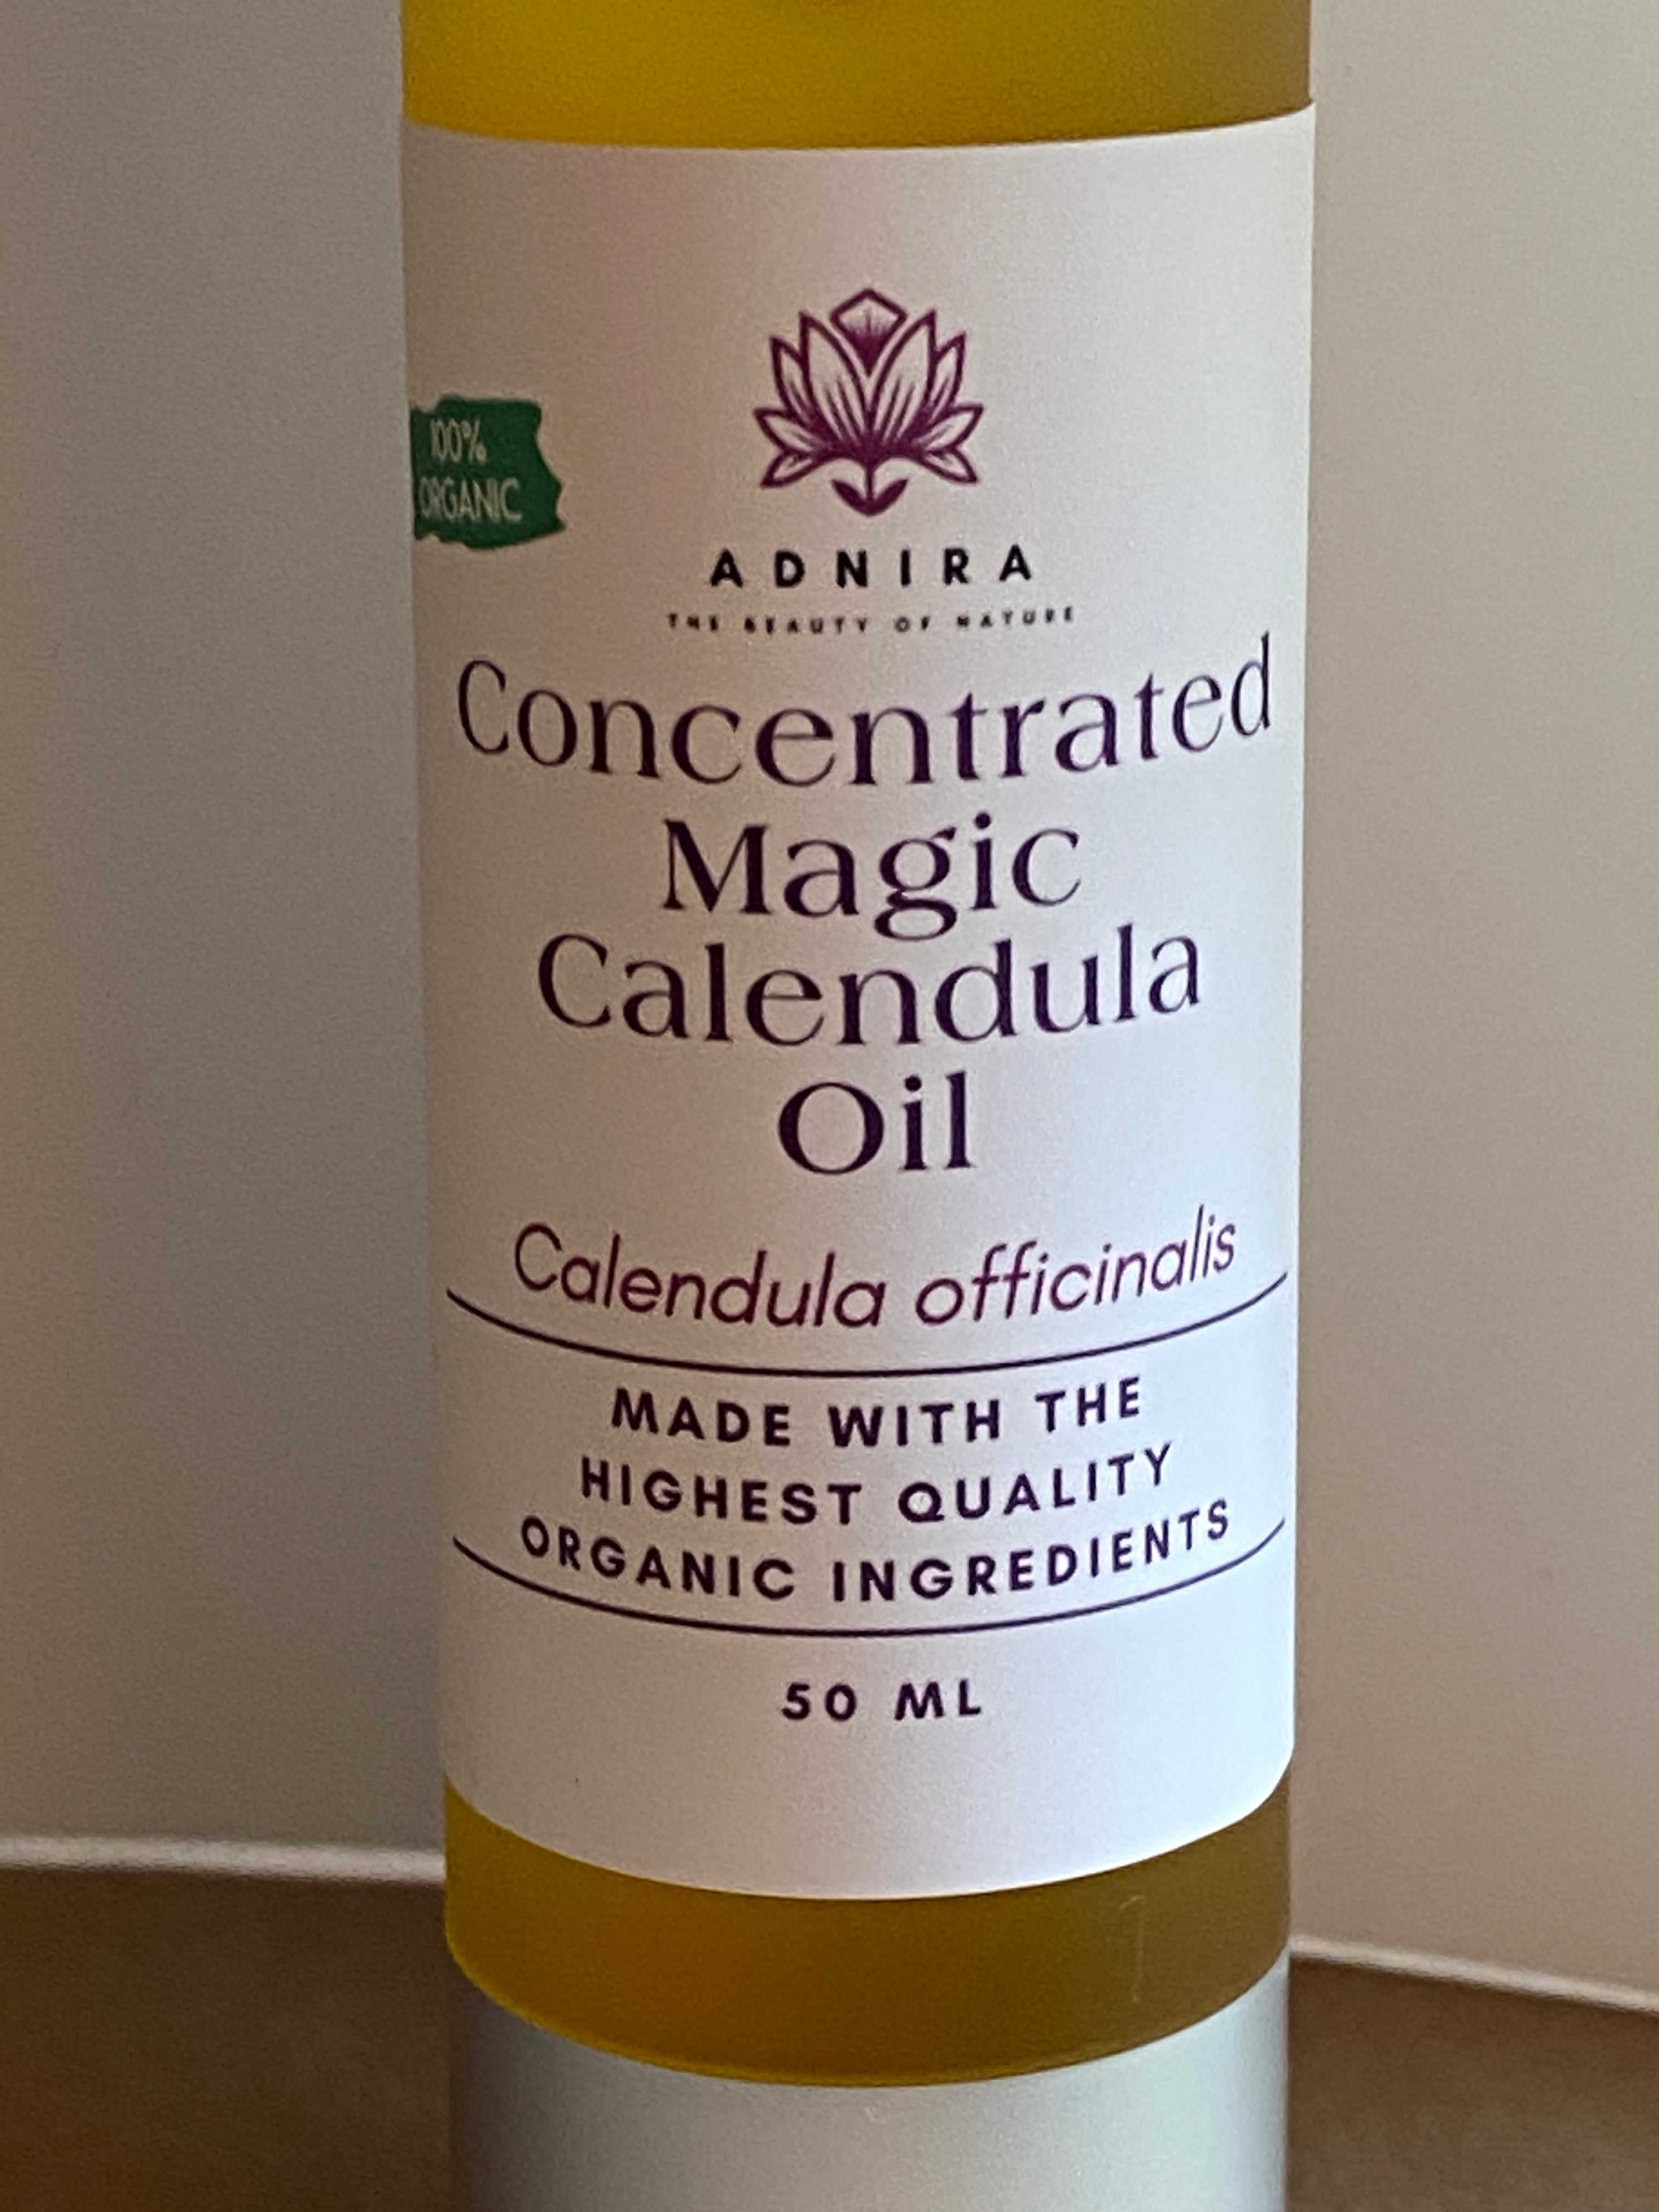 100%
ORGANIC
ADNIRA
THE BEAUTY OF NATURE
Concentrated
Magic
Calendula
Oil
Calendula officinalis
MADE WITH THE
HIGHEST QUALITY
ORGANIC INGREDIENTS
50 ML